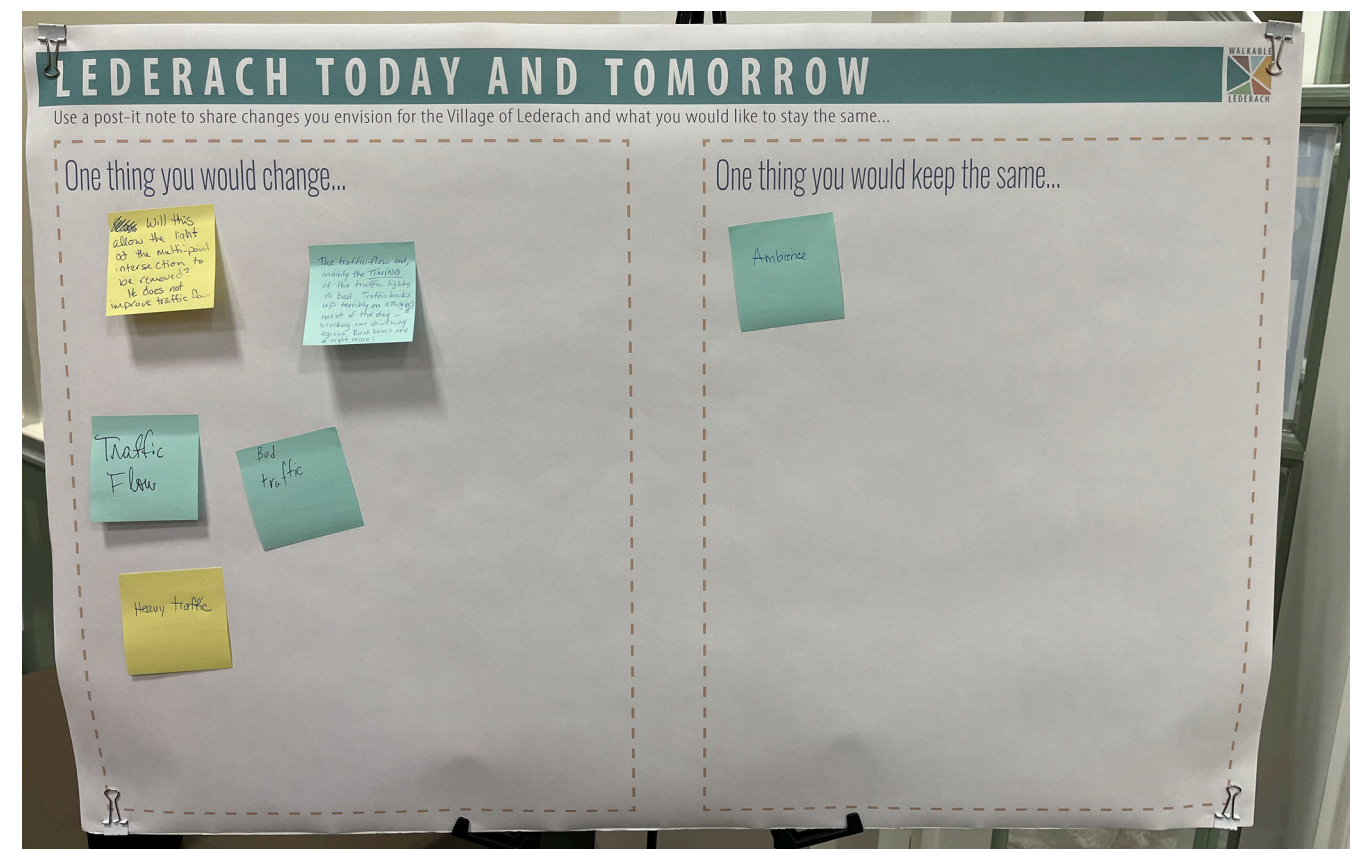 LEDERACH TODAY AND TOMORROW
WALKABLE
LEDERACH
Use a post-it note to share changes you envision for the Village of Lederach and what you would like to stay the same...
One thing you would change...
Will this
allow the light
at the multi-point
intersection to
be removed?
It does not
improve traffic flow.
The traffic flow and,
mainly the TIMING
of the traffic lights
is bad. Traffic backs
up terribly on
most of the day -
blocking our driveway
egress. Rush hours are
a nightmare!
Traffic
Flow
Bad
traffic
Heavy traffic
One thing you would keep the same...
Ambience